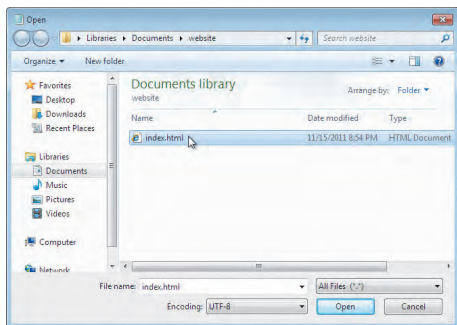 Open
Libraries Documents website Search website
Organize New folder
Favorites
Desktop
Downloads
Recent Places
Libraries
Documents
Music
Pictures
Videos
Computer
Network
Documents library
website
Arrange by: Folder
Name Date modified Type
index.html 11/15/2011 8:54 PM HTML Document
File name: index.html All Files (*.*)
Encoding: UTF-8 Open Cancel